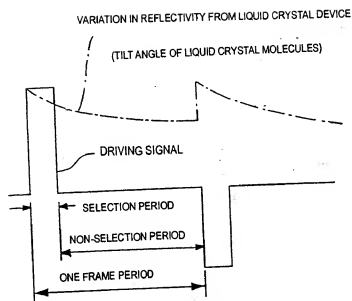 VARIATION IN REFLECTIVITY FROM LIQUID CRYSTAL DEVICE
(TILT ANGLE OF LIQUID CRYSTAL MOLECULES)
DRIVING SIGNAL
SELECTION PERIOD
NON-SELECTION PERIOD
ONE FRAME PERIOD